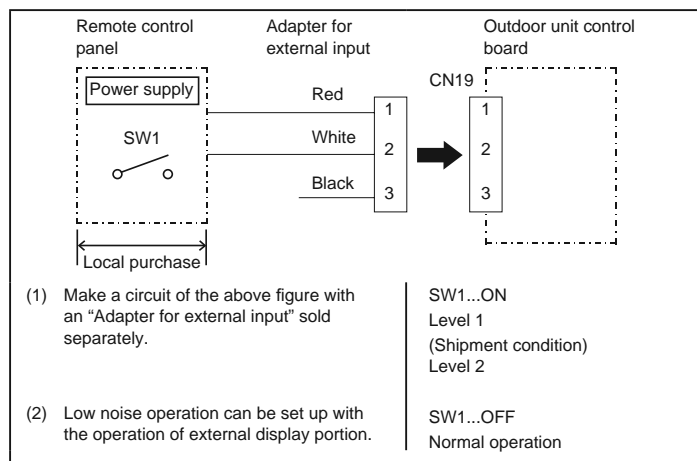 Remote control
panel
Adapter for
external input
Outdoor unit control
board
Power supply
SW1
Red
White
Black
1
2
3
CN19
1
2
3
Local purchase
(1) Make a circuit of the above figure with
an “Adapter for external input” sold
separately.
SW1...ON
Level 1
(Shipment condition)
Level 2
(2) Low noise operation can be set up with
the operation of external display portion.
SW1...OFF
Normal operation